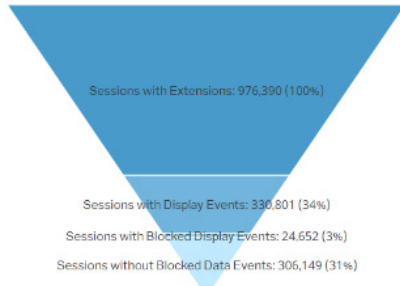 Sessions with Extensions: 976,390 (100%)
Sessions with Display Events: 330,801 (34%)
Sessions with Blocked Display Events: 24,652 (3%)
Sessions without Blocked Data Events: 306,149 (31%)